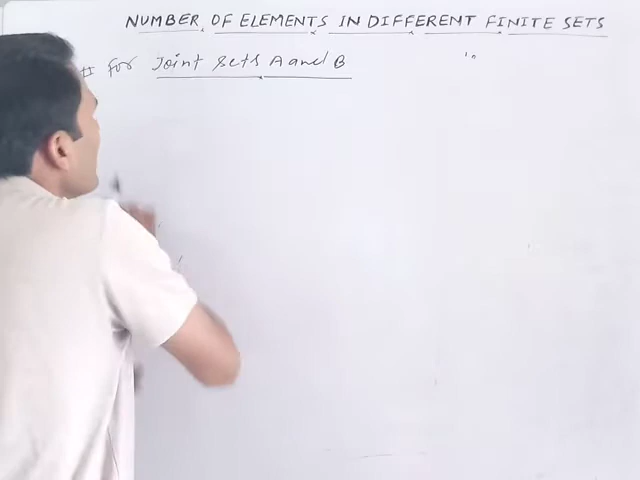 NUMBER OF ELEMENTS IN DIFFERENT FINITE SETS
# for Joint Sets A and B